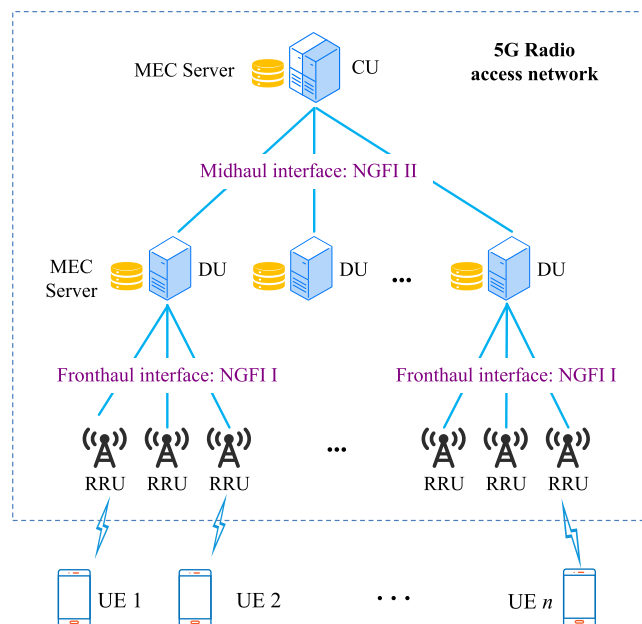 5G Radio
access network
MEC Server
CU
Midhaul interface: NGFI II
MEC
Server
DU
DU
...
DU
Fronthaul interface: NGFI I
Fronthaul interface: NGFI I
...
RRU
RRU
RRU
RRU
RRU
RRU
UE 1
UE 2
...
UE n